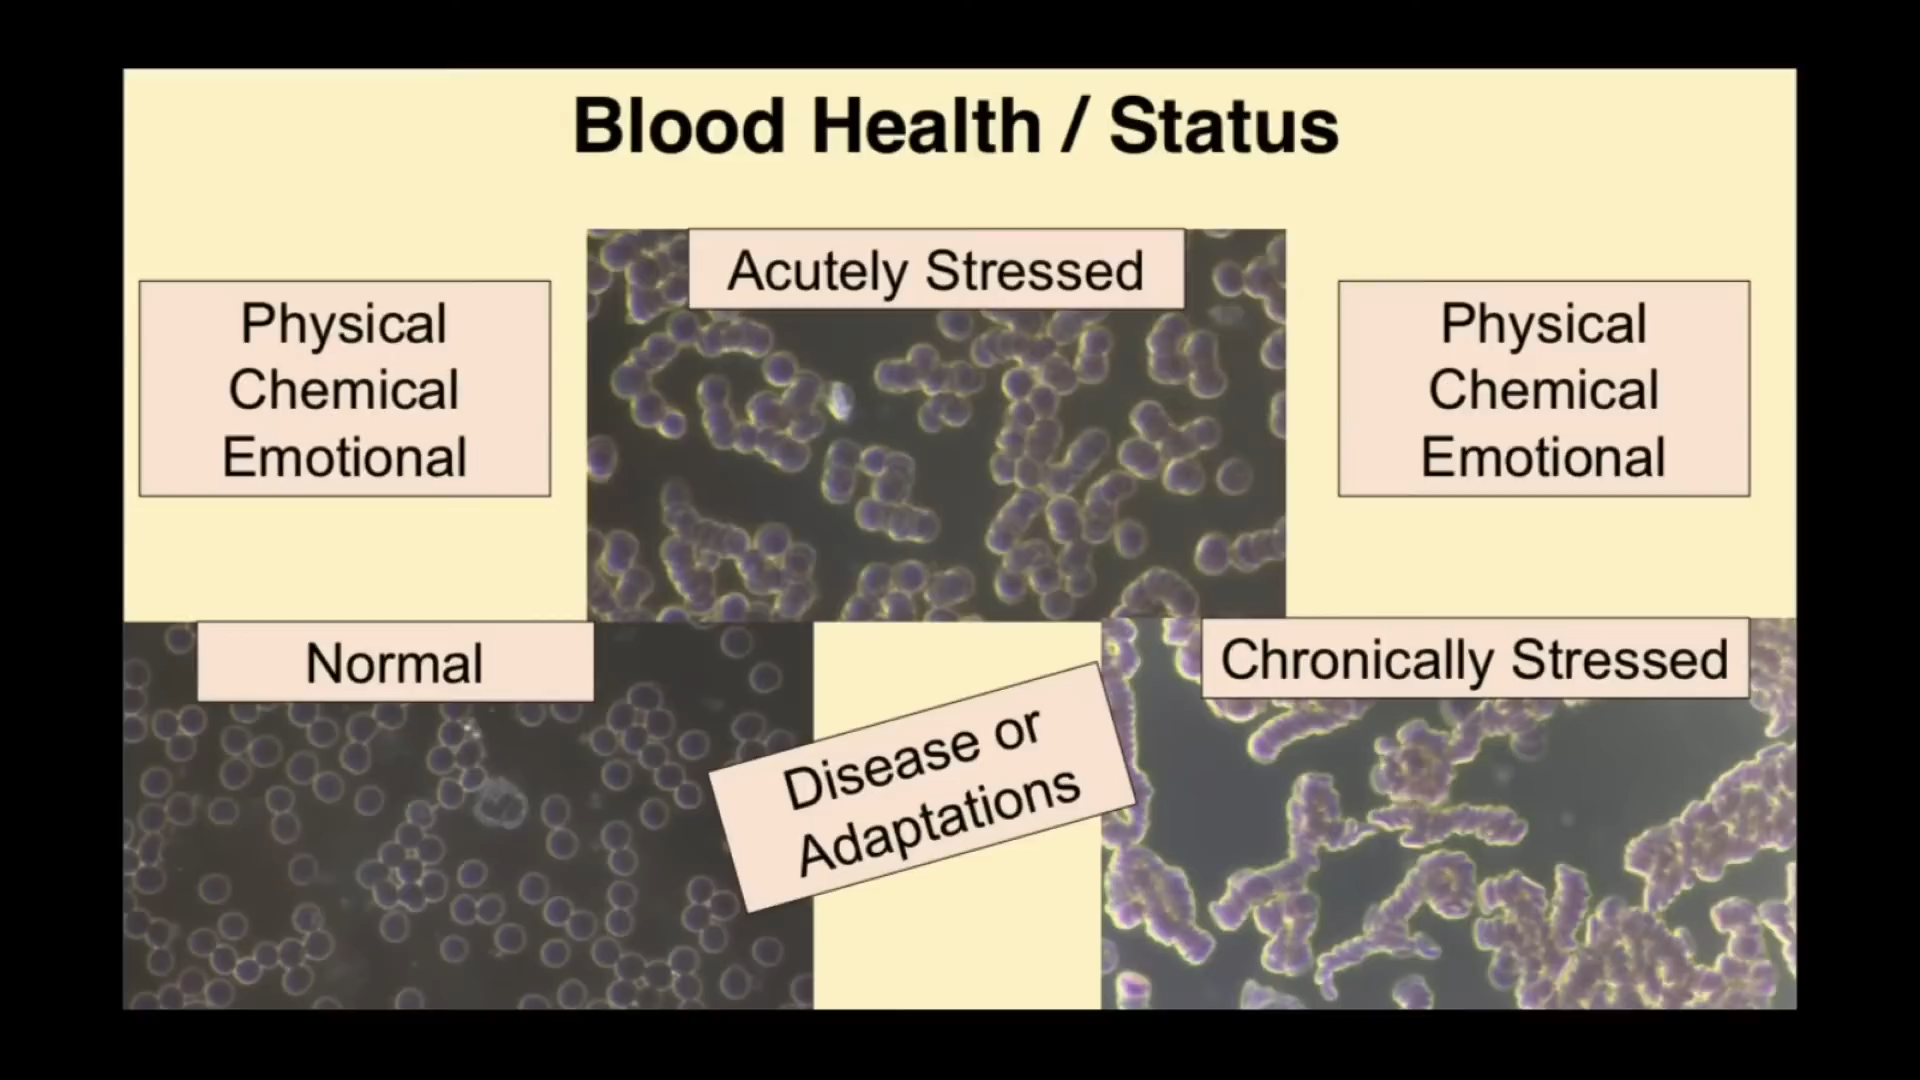 Blood Health / Status
Acutely Stressed
Physical
Chemical
Emotional
Physical
Chemical
Emotional
Normal
Chronically Stressed
Disease or
Adaptations